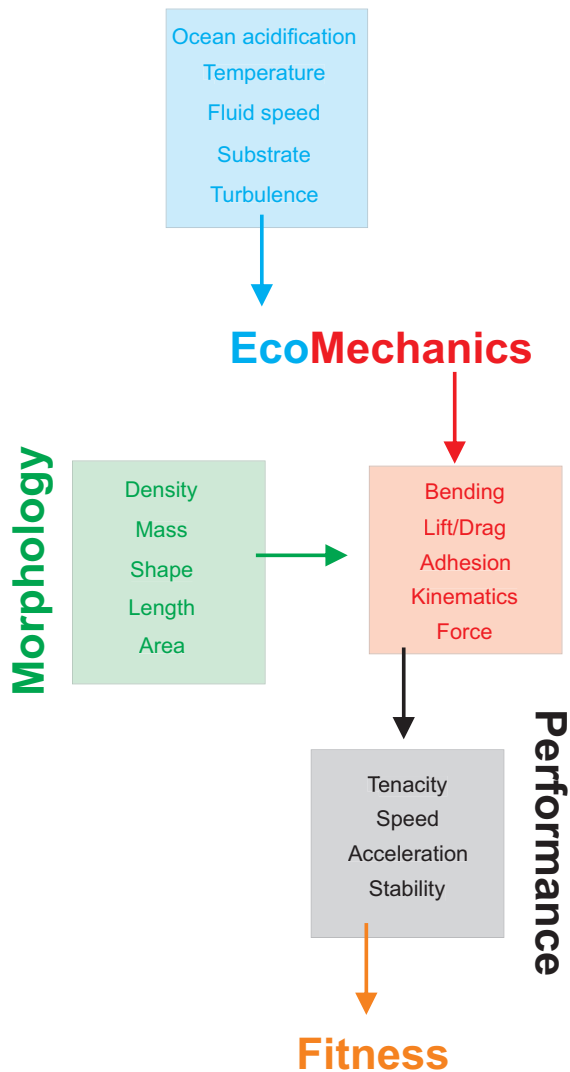 Ocean acidification
Temperature
Fluid speed
Substrate
Turbulence
EcoMechanics
Morphology
Density
Mass
Shape
Length
Area
Bending
Lift/Drag
Adhesion
Kinematics
Force
Performance
Tenacity
Speed
Acceleration
Stability
Fitness